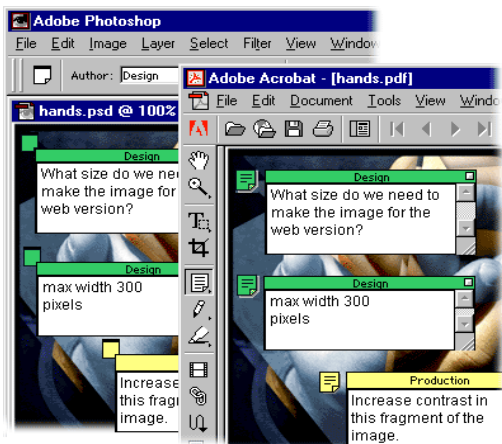 Adobe Photoshop
File Edit Image Layer Select Filter View Window
Author: Design
hands.psd @ 100%
Design
What size do we
make the image for
web version?
Design
max width 300
pixels
Increase
this
image.
Adobe Acrobat - [hands.pdf]
File Edit Document Tools View
Design
What size do we need to
make the image for the
web version?
Design
max width 300
pixels
Production
Increase contrast in
this fragment of the
image.